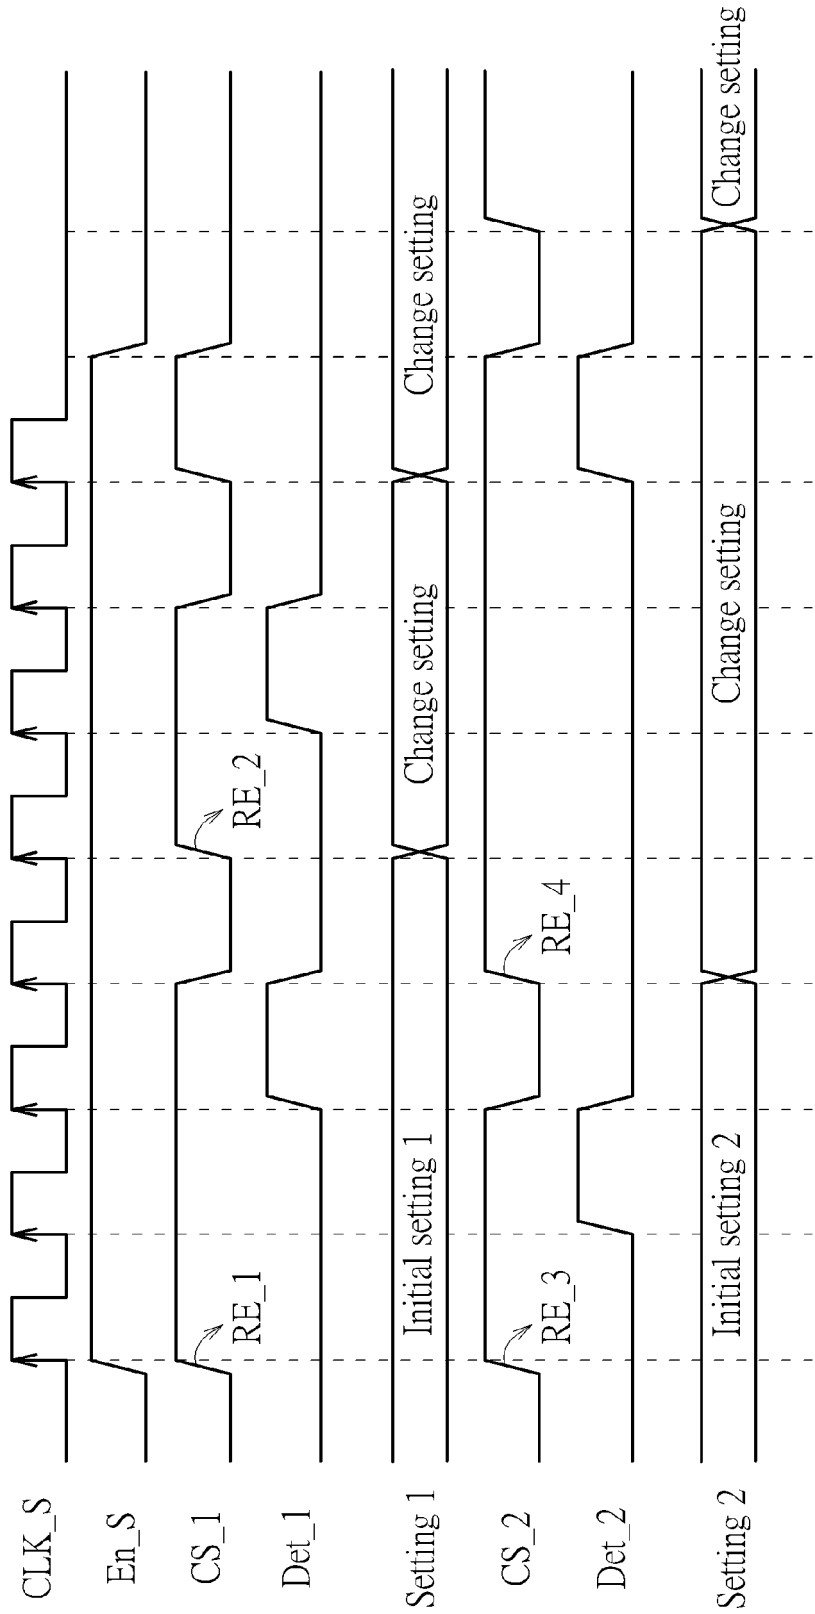 CLK_S
En_S
CS_1
RE_1
RE_2
Det_1
Setting 1
Initial setting 1
Change setting
Change setting
CS_2
RE_3
RE_4
Det_2
Setting 2
Initial setting 2
Change setting
Change setting